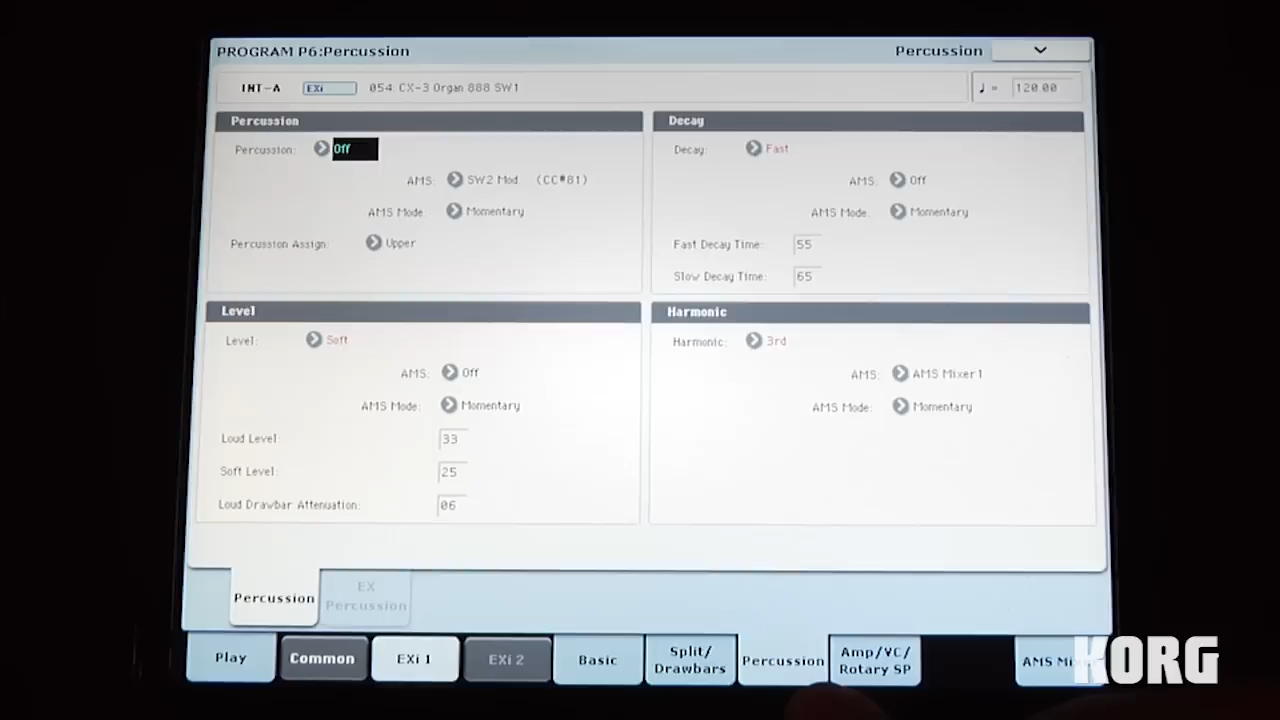 PROGRAM P6:Percussion
Percussion
INT-A
EXi
054: CX-3 Organ 888 SW1
♩ = 120.00
Percussion
Percussion: Off
AMS: SW2 Mod (CC#81)
AMS Mode: Momentary
Percussion Assign: Upper
Decay
Decay: Fast
AMS: Off
AMS Mode: Momentary
Fast Decay Time: 55
Slow Decay Time: 65
Level
Level: Soft
AMS: Off
AMS Mode: Momentary
Loud Level: 33
Soft Level: 25
Loud Drawbar Attenuation: 06
Harmonic
Harmonic: 3rd
AMS: AMS Mixer1
AMS Mode: Momentary
Percussion
EX
Percussion
Play
Common
EXi 1
EXi 2
Basic
Split/
Drawbars
Percussion
Amp/VC/
Rotary SP
AMS
KORG